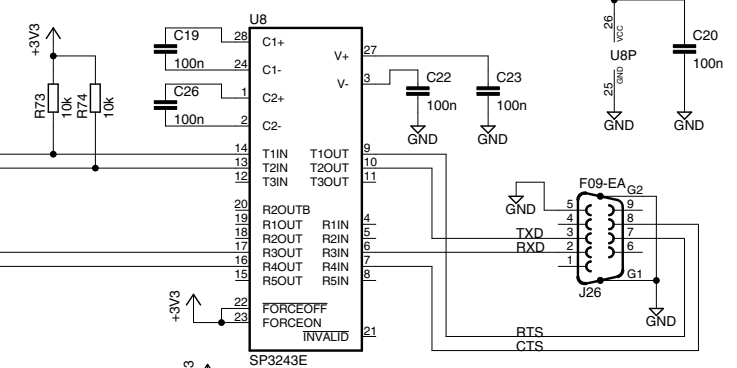 U8
+3V3
R73
10k
R74
10k
C19
100n
C26
100n
28 C1+
24 C1-
1 C2+
2 C2-
V+ 27
V- 3
C22
100n
GND
C23
100n
GND
26
VCC
U8P
25
GND
GND
C20
100n
GND
14 T1IN T1OUT 9
13 T2IN T2OUT 10
12 T3IN T3OUT 11
20 R2OUTB
19 R1OUT R1IN 4
18 R2OUT R2IN 5
17 R3OUT R3IN 6
16 R4OUT R4IN 7
15 R5OUT R5IN 8
+3V3
22 FORCEOFF
23 FORCEON
INVALID 21
SP3243E
GND
TXD
RXD
RTS
CTS
F09-EA
G2
5 9
4 8
3 7
2 6
1
G1
J26
GND